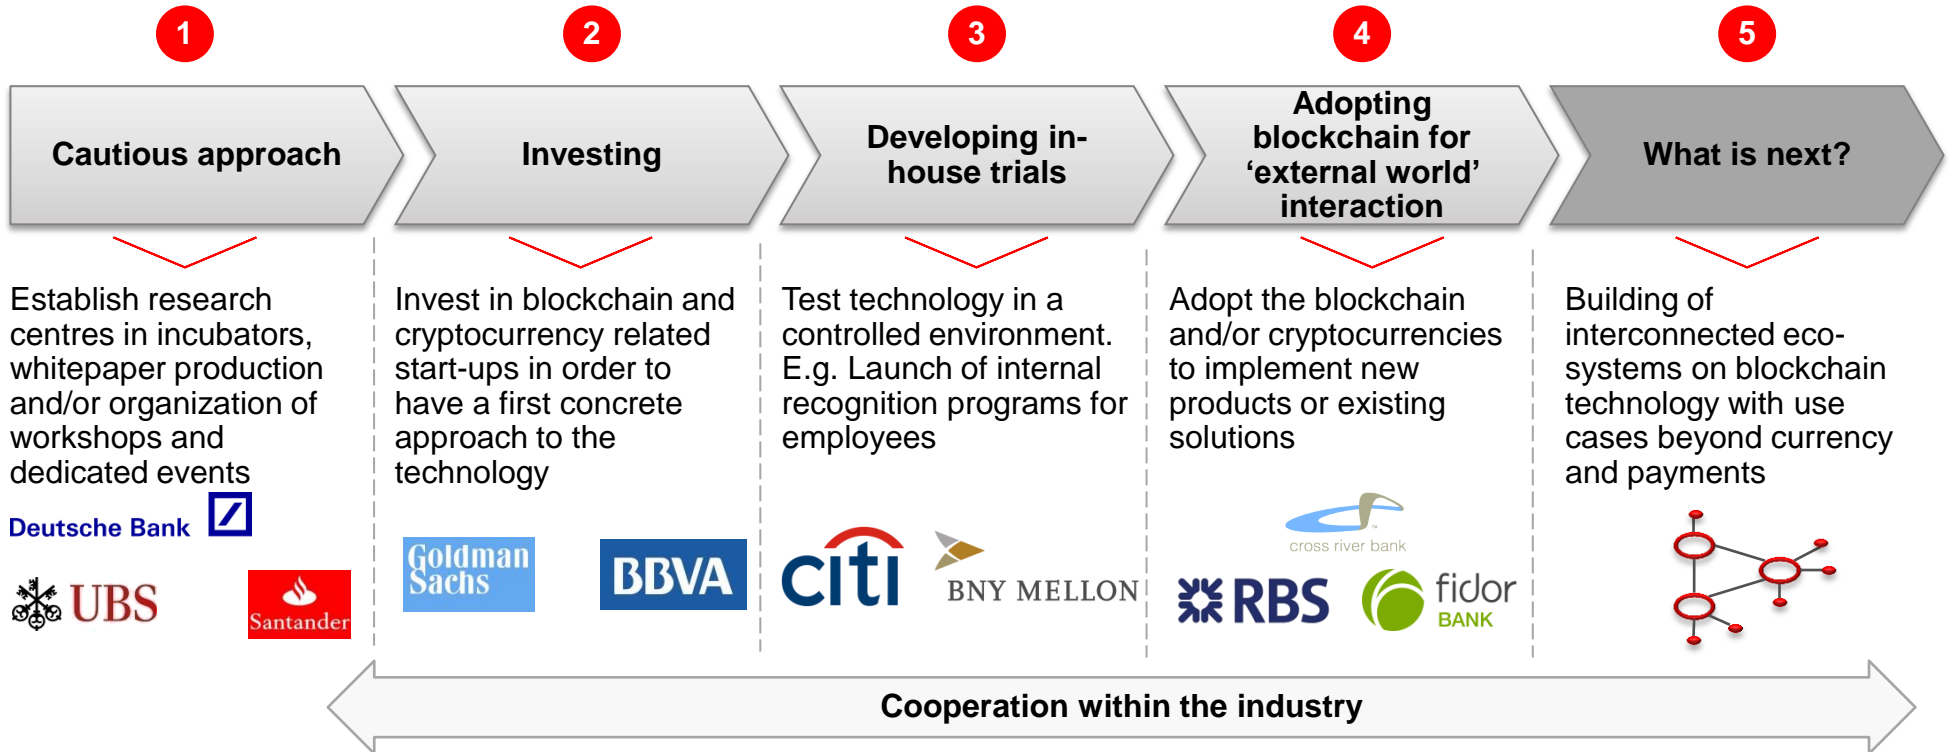 1
2
3
4
5
Cautious approach
Investing
Developing in-
house trials
Adopting
blockchain for
‘external world’
interaction
What is next?
Establish research
centres in incubators,
whitepaper production
and/or organization of
workshops and
dedicated events
Deutsche Bank
UBS
Santander
Invest in blockchain and
cryptocurrency related
start-ups in order to
have a first concrete
approach to the
technology
Goldman
Sachs
BBVA
Test technology in a
controlled environment.
E.g. Launch of internal
recognition programs for
employees
citi
BNY MELLON
Adopt the blockchain
and/or cryptocurrencies
to implement new
products or existing
solutions
cross river bank
RBS
fidor
BANK
Building of
interconnected eco-
systems on blockchain
technology with use
cases beyond currency
and payments
Cooperation within the industry